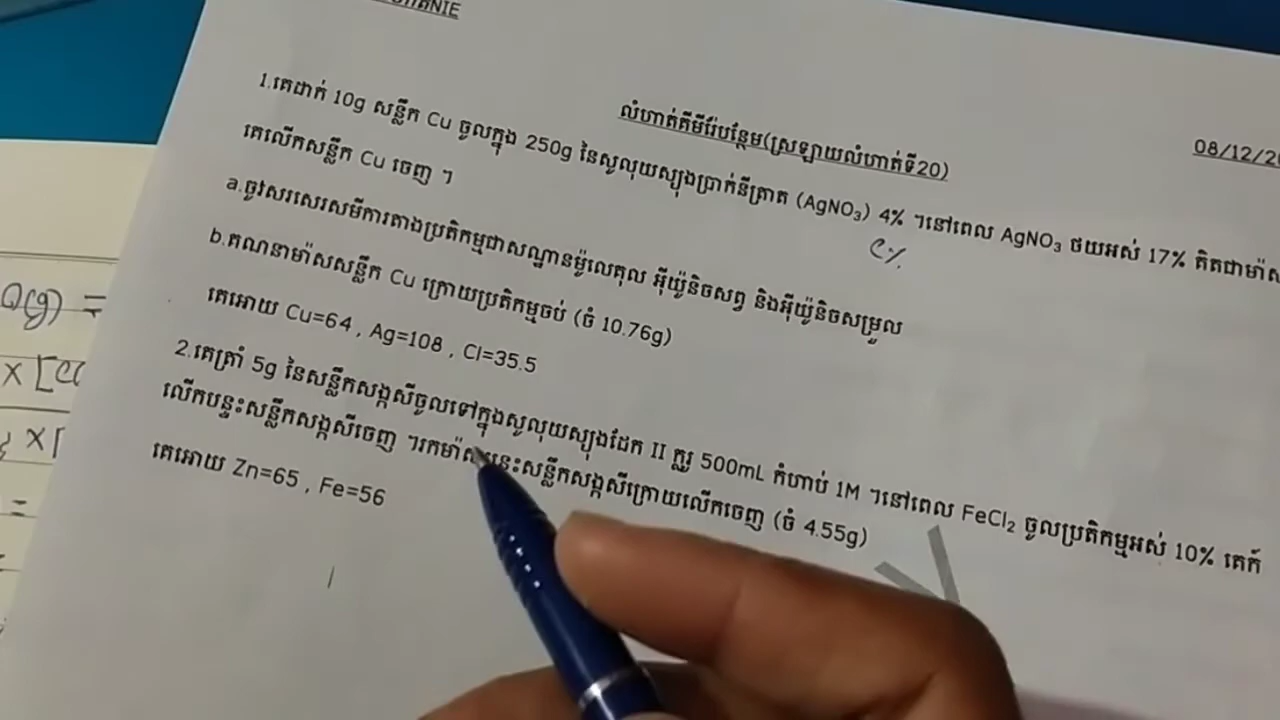 លំហាត់គីមីវិបន្ថែម(ស្រឡាយលំហាត់ទី20)
1.គេដាក់ 10g សន្លឹក Cu ចូលក្នុង 250g នៃសូលុយស្យុងប្រាក់នីត្រាត (AgNO₃) 4% ។នៅពេល AgNO₃ ថយអស់ 17% គិតជាម៉ាស
គេលើកសន្លឹក Cu ចេញ ។
C%
a.ចូរសរសេរសមីការតាងប្រតិកម្មជាសណ្ឋានម៉ូលេគុល អ៊ីយ៉ូនិចសព្វ និងអ៊ីយ៉ូនិចសម្រួល
b.គណនាម៉ាសសន្លឹក Cu ក្រោយប្រតិកម្មចប់ (ចំ 10.76g)
គេអោយ Cu=64 , Ag=108 , Cl=35.5
2.គេត្រាំ 5g នៃសន្លឹកសង្កសីចូលទៅក្នុងសូលុយស្យុងដែក II ក្លរួ 500mL កំហាប់ 1M ។នៅពេល FeCl₂ ចូលប្រតិកម្មអស់ 10% គេក៍
លើកបន្ទះសន្លឹកសង្កសីចេញ ។រកម៉ាសបន្ទះសន្លឹកសង្កសីក្រោយលើកចេញ (ចំ 4.55g)
គេអោយ Zn=65 , Fe=56